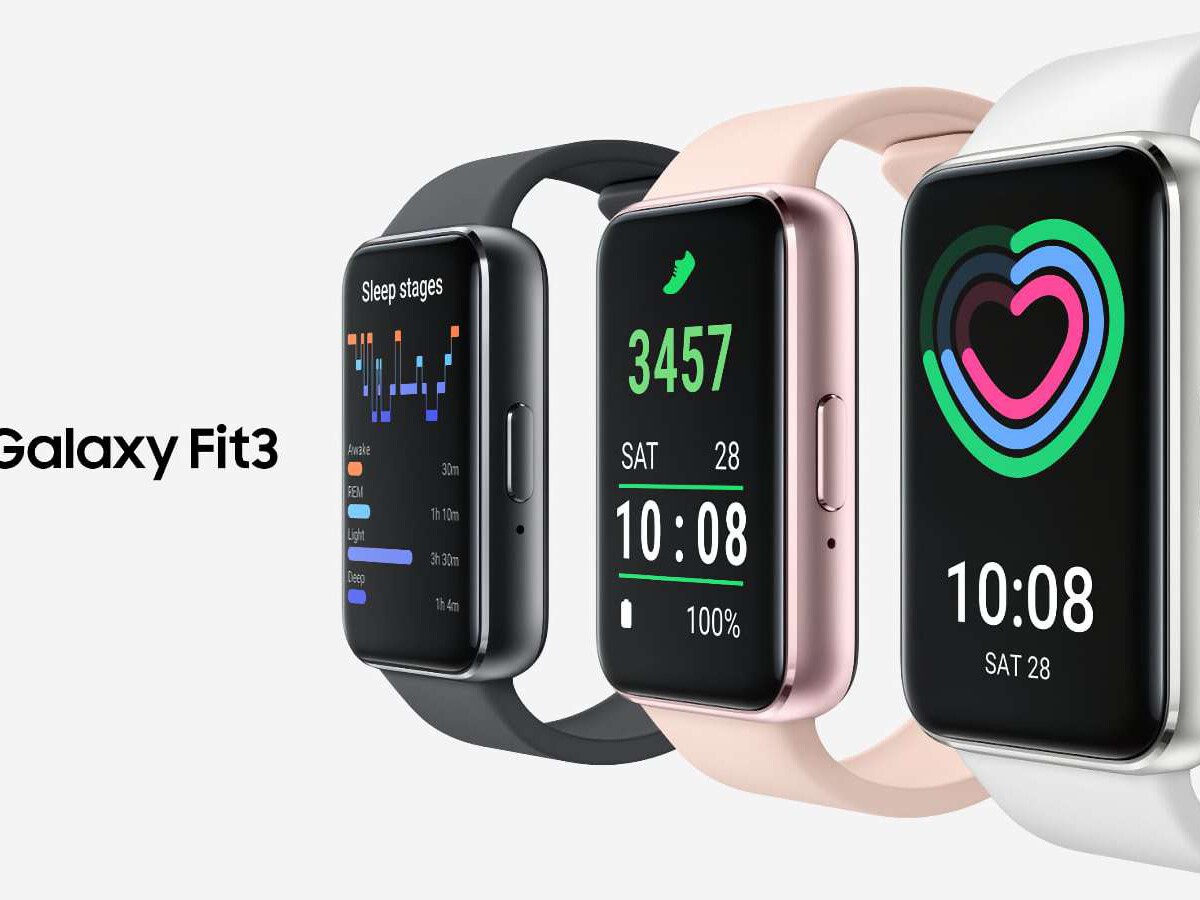 Galaxy Fit3
Sleep stages
Awake
30m
REM
1h 10m
Light
3h 30m
Deep
1h 4m
3457
SAT 28
10:08
100%
10:08
SAT 28